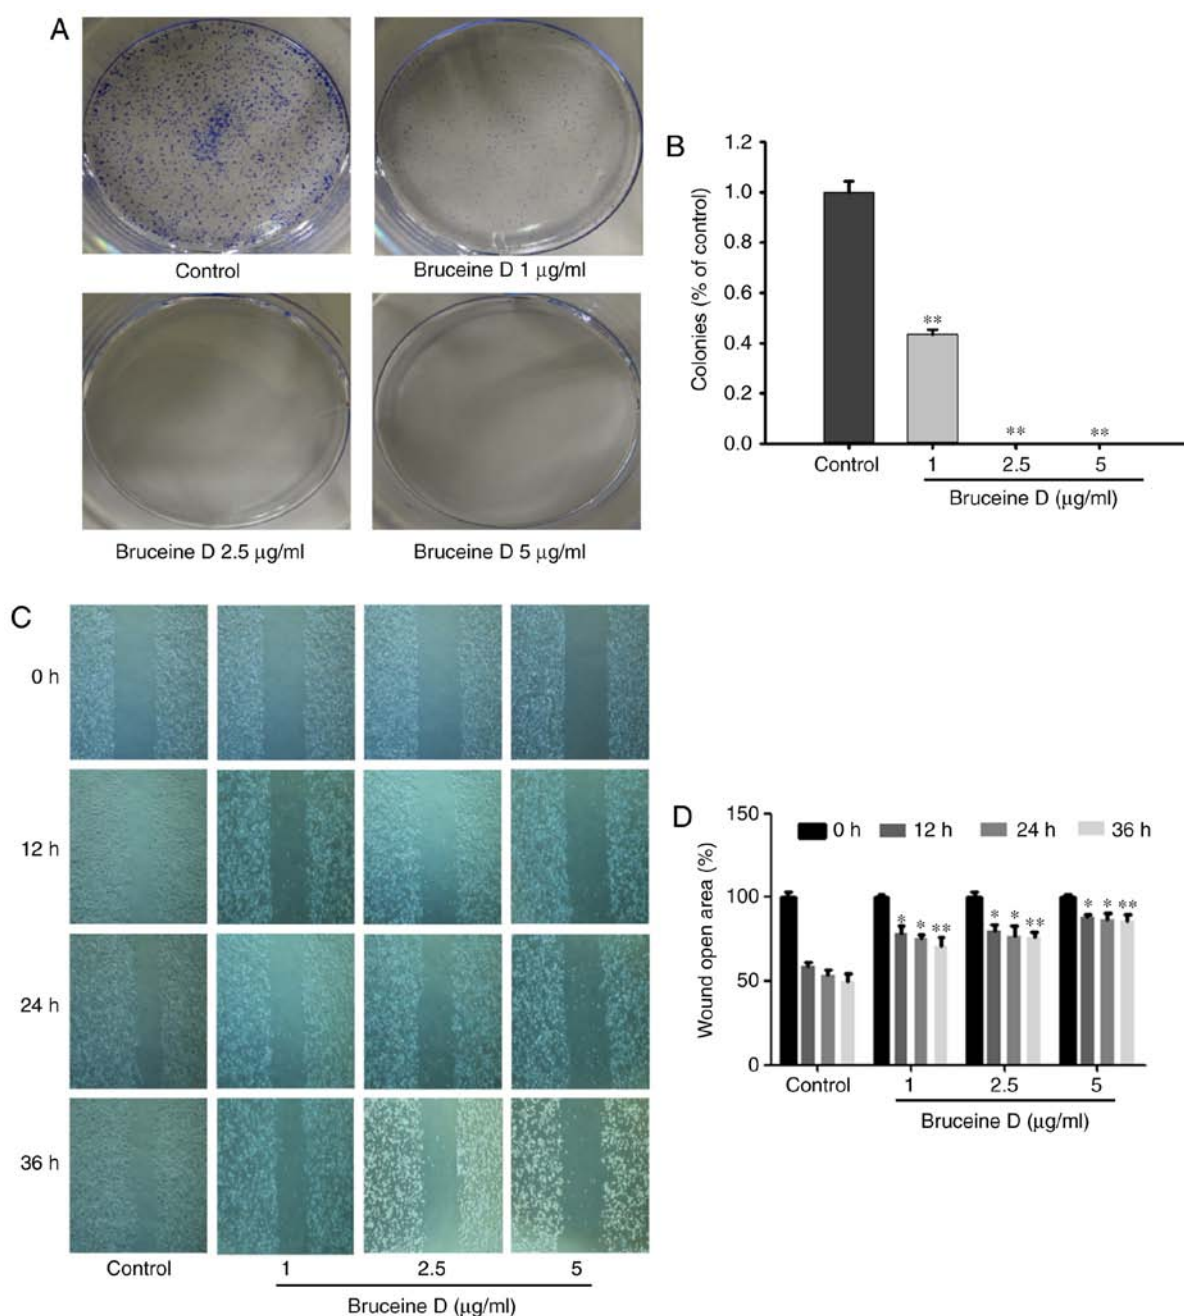 A
Control
Bruceine D 1 μg/ml
Bruceine D 2.5 μg/ml
Bruceine D 5 μg/ml
B
Colonies (% of control)
1.2
1.0
0.8
0.6
0.4
0.2
0.0
**
** **
Control 1 2.5 5
Bruceine D (μg/ml)
C
0 h
12 h
24 h
36 h
Control 1 2.5 5
Bruceine D (μg/ml)
D
Wound open area (%)
150
100
50
0
0 h 12 h 24 h 36 h
* * ** * * ** * * **
Control 1 2.5 5
Bruceine D (μg/ml)